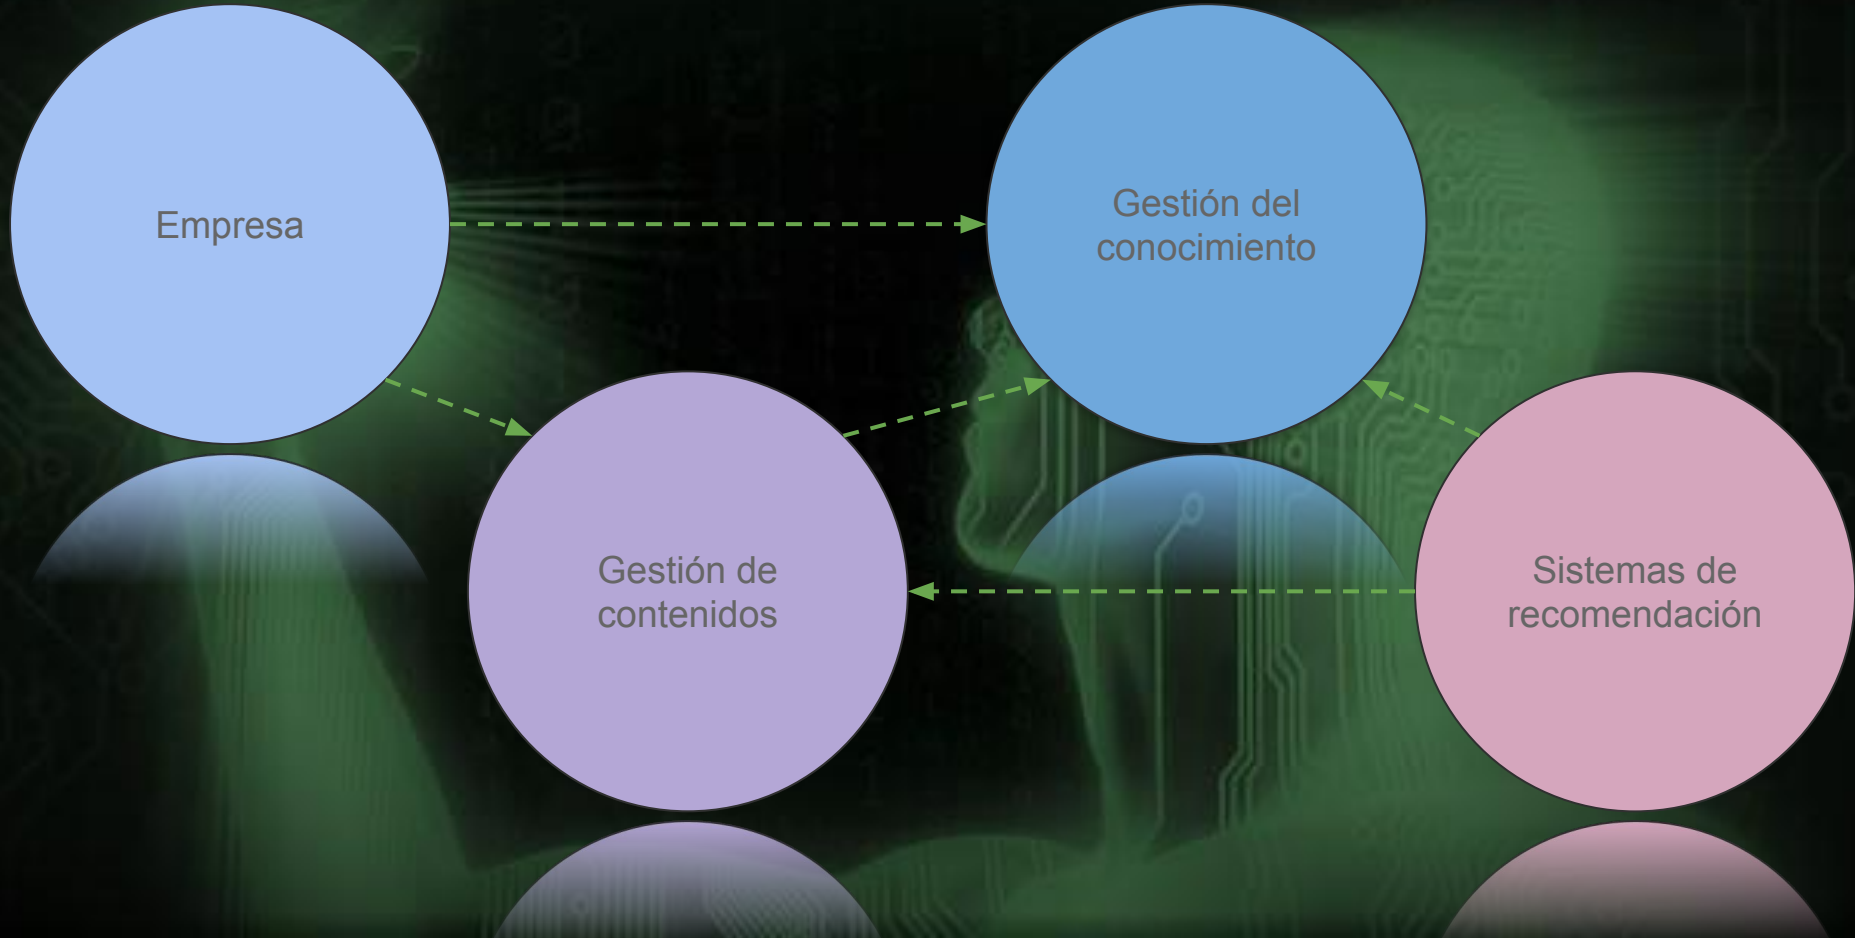 Empresa
Gestión del
conocimiento
Gestión de
contenidos
Sistemas de
recomendación